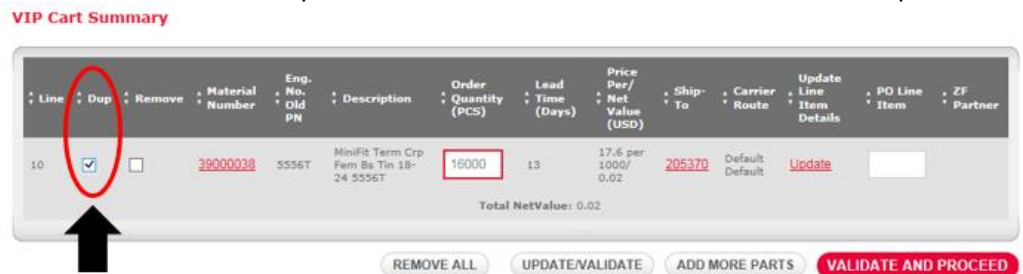 VIP Cart Summary
Line Dup Remove Material Number Eng. No. Old PN Description Order Quantity (PCS) Lead Time (Days) Price Per/ Net Value (USD) Ship-To Carrier Route Update Line Item Details PO Line Item ZF Partner
10 39000038 5556T MiniFit Term Crp Fem Bs Tin 18-24 5556T 16000 13 17.6 per 1000/ 0.02 205370 Default Default Update
Total NetValue: 0.02
REMOVE ALL UPDATE/VALIDATE ADD MORE PARTS VALIDATE AND PROCEED